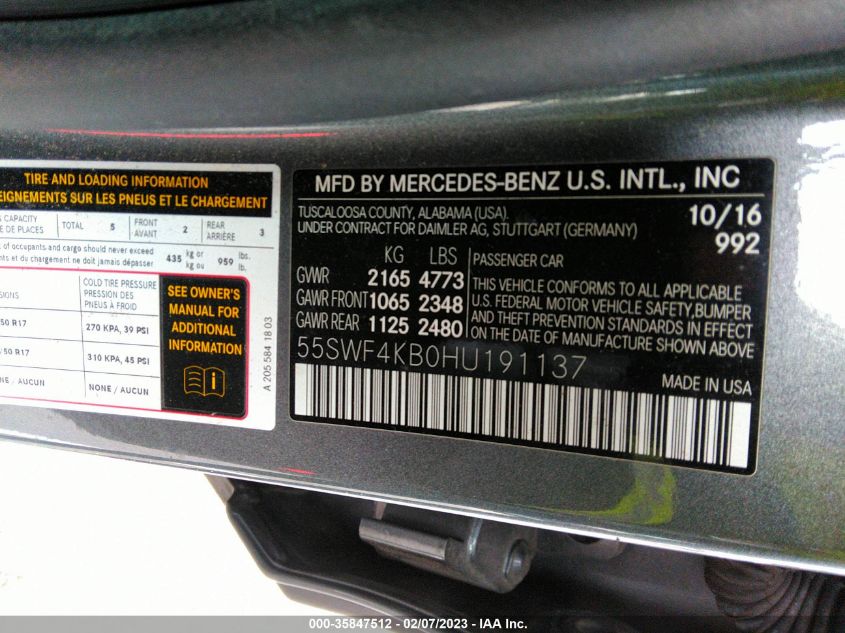 TIRE AND LOADING INFORMATION
EIGNEMENTS SUR LES PNEUS ET LE CHARGEMENT
CAPACITY TOTAL 5 FRONT 2 REAR 3
DE PLACES AVANT ARRIÈRE
of occupants and cargo should never exceed 435 kg or 959 lbs.
nts et du chargement ne doit jamais dépasser kg ou lb.
SIONS COLD TIRE PRESSURE
PRESSION DES
PNEUS À FROID
/50 R17 270 KPA, 39 PSI
/50 R17 310 KPA, 45 PSI
/ AUCUN NONE / AUCUN
SEE OWNER'S
MANUAL FOR
ADDITIONAL
INFORMATION
A 205 584 18 03
MFD BY MERCEDES-BENZ U.S. INTL., INC
TUSCALOOSA COUNTY, ALABAMA (USA). 10/16
UNDER CONTRACT FOR DAIMLER AG, STUTTGART (GERMANY) 992
KG LBS PASSENGER CAR
GVWR 2165 4773
GAWR FRONT 1065 2348
GAWR REAR 1125 2480
THIS VEHICLE CONFORMS TO ALL APPLICABLE
U.S. FEDERAL MOTOR VEHICLE SAFETY, BUMPER
AND THEFT PREVENTION STANDARDS IN EFFECT ON
THE DATE OF MANUFACTURE SHOWN ABOVE
55SWF4KB0HU191137
MADE IN USA
000-35847512 - 02/07/2023 - IAA Inc.